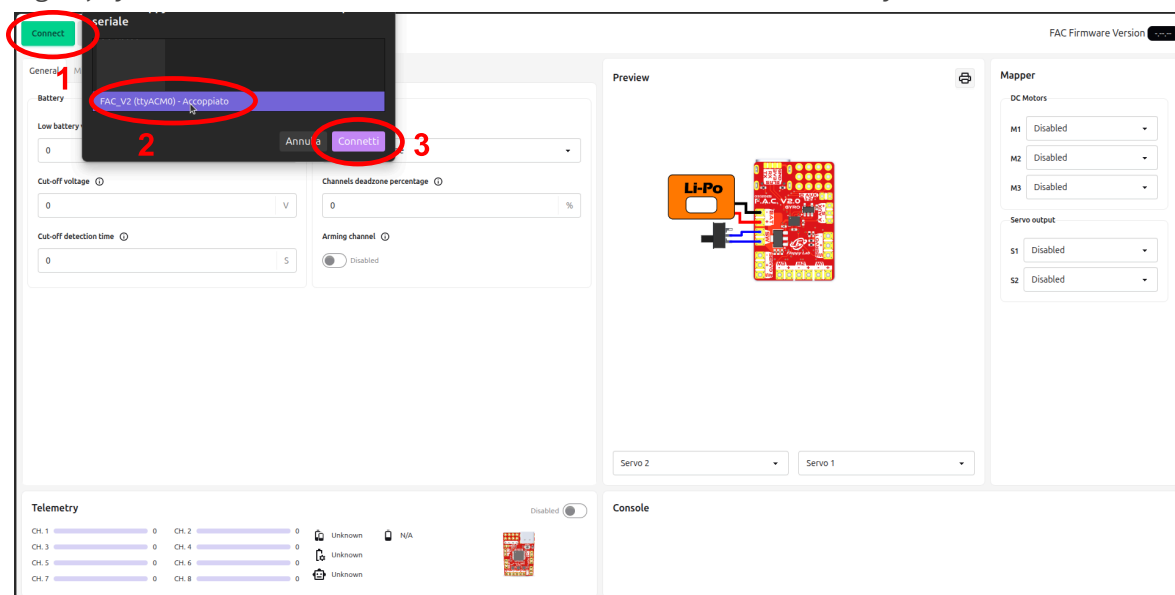 seriale
Connect
FAC Firmware Version -.--.--
1
General
FAC_V2 (ttyACM0) - Accoppiato
2
Annulla
Connetti
3
Battery
Low battery
0
Cut-off voltage
0 V
Cut-off detection time
0 S
Channels deadzone percentage
0 %
Arming channel
Disabled
Preview
Li-Po
F.A.C. V2.0
GYRO
Servo 2
Servo 1
Mapper
DC Motors
M1 Disabled
M2 Disabled
M3 Disabled
Servo output
S1 Disabled
S2 Disabled
Telemetry
Disabled
CH. 1 0 CH. 2 0 Unknown N/A
CH. 3 0 CH. 4 0 Unknown
CH. 5 0 CH. 6 0 Unknown
CH. 7 0 CH. 8 0
Console